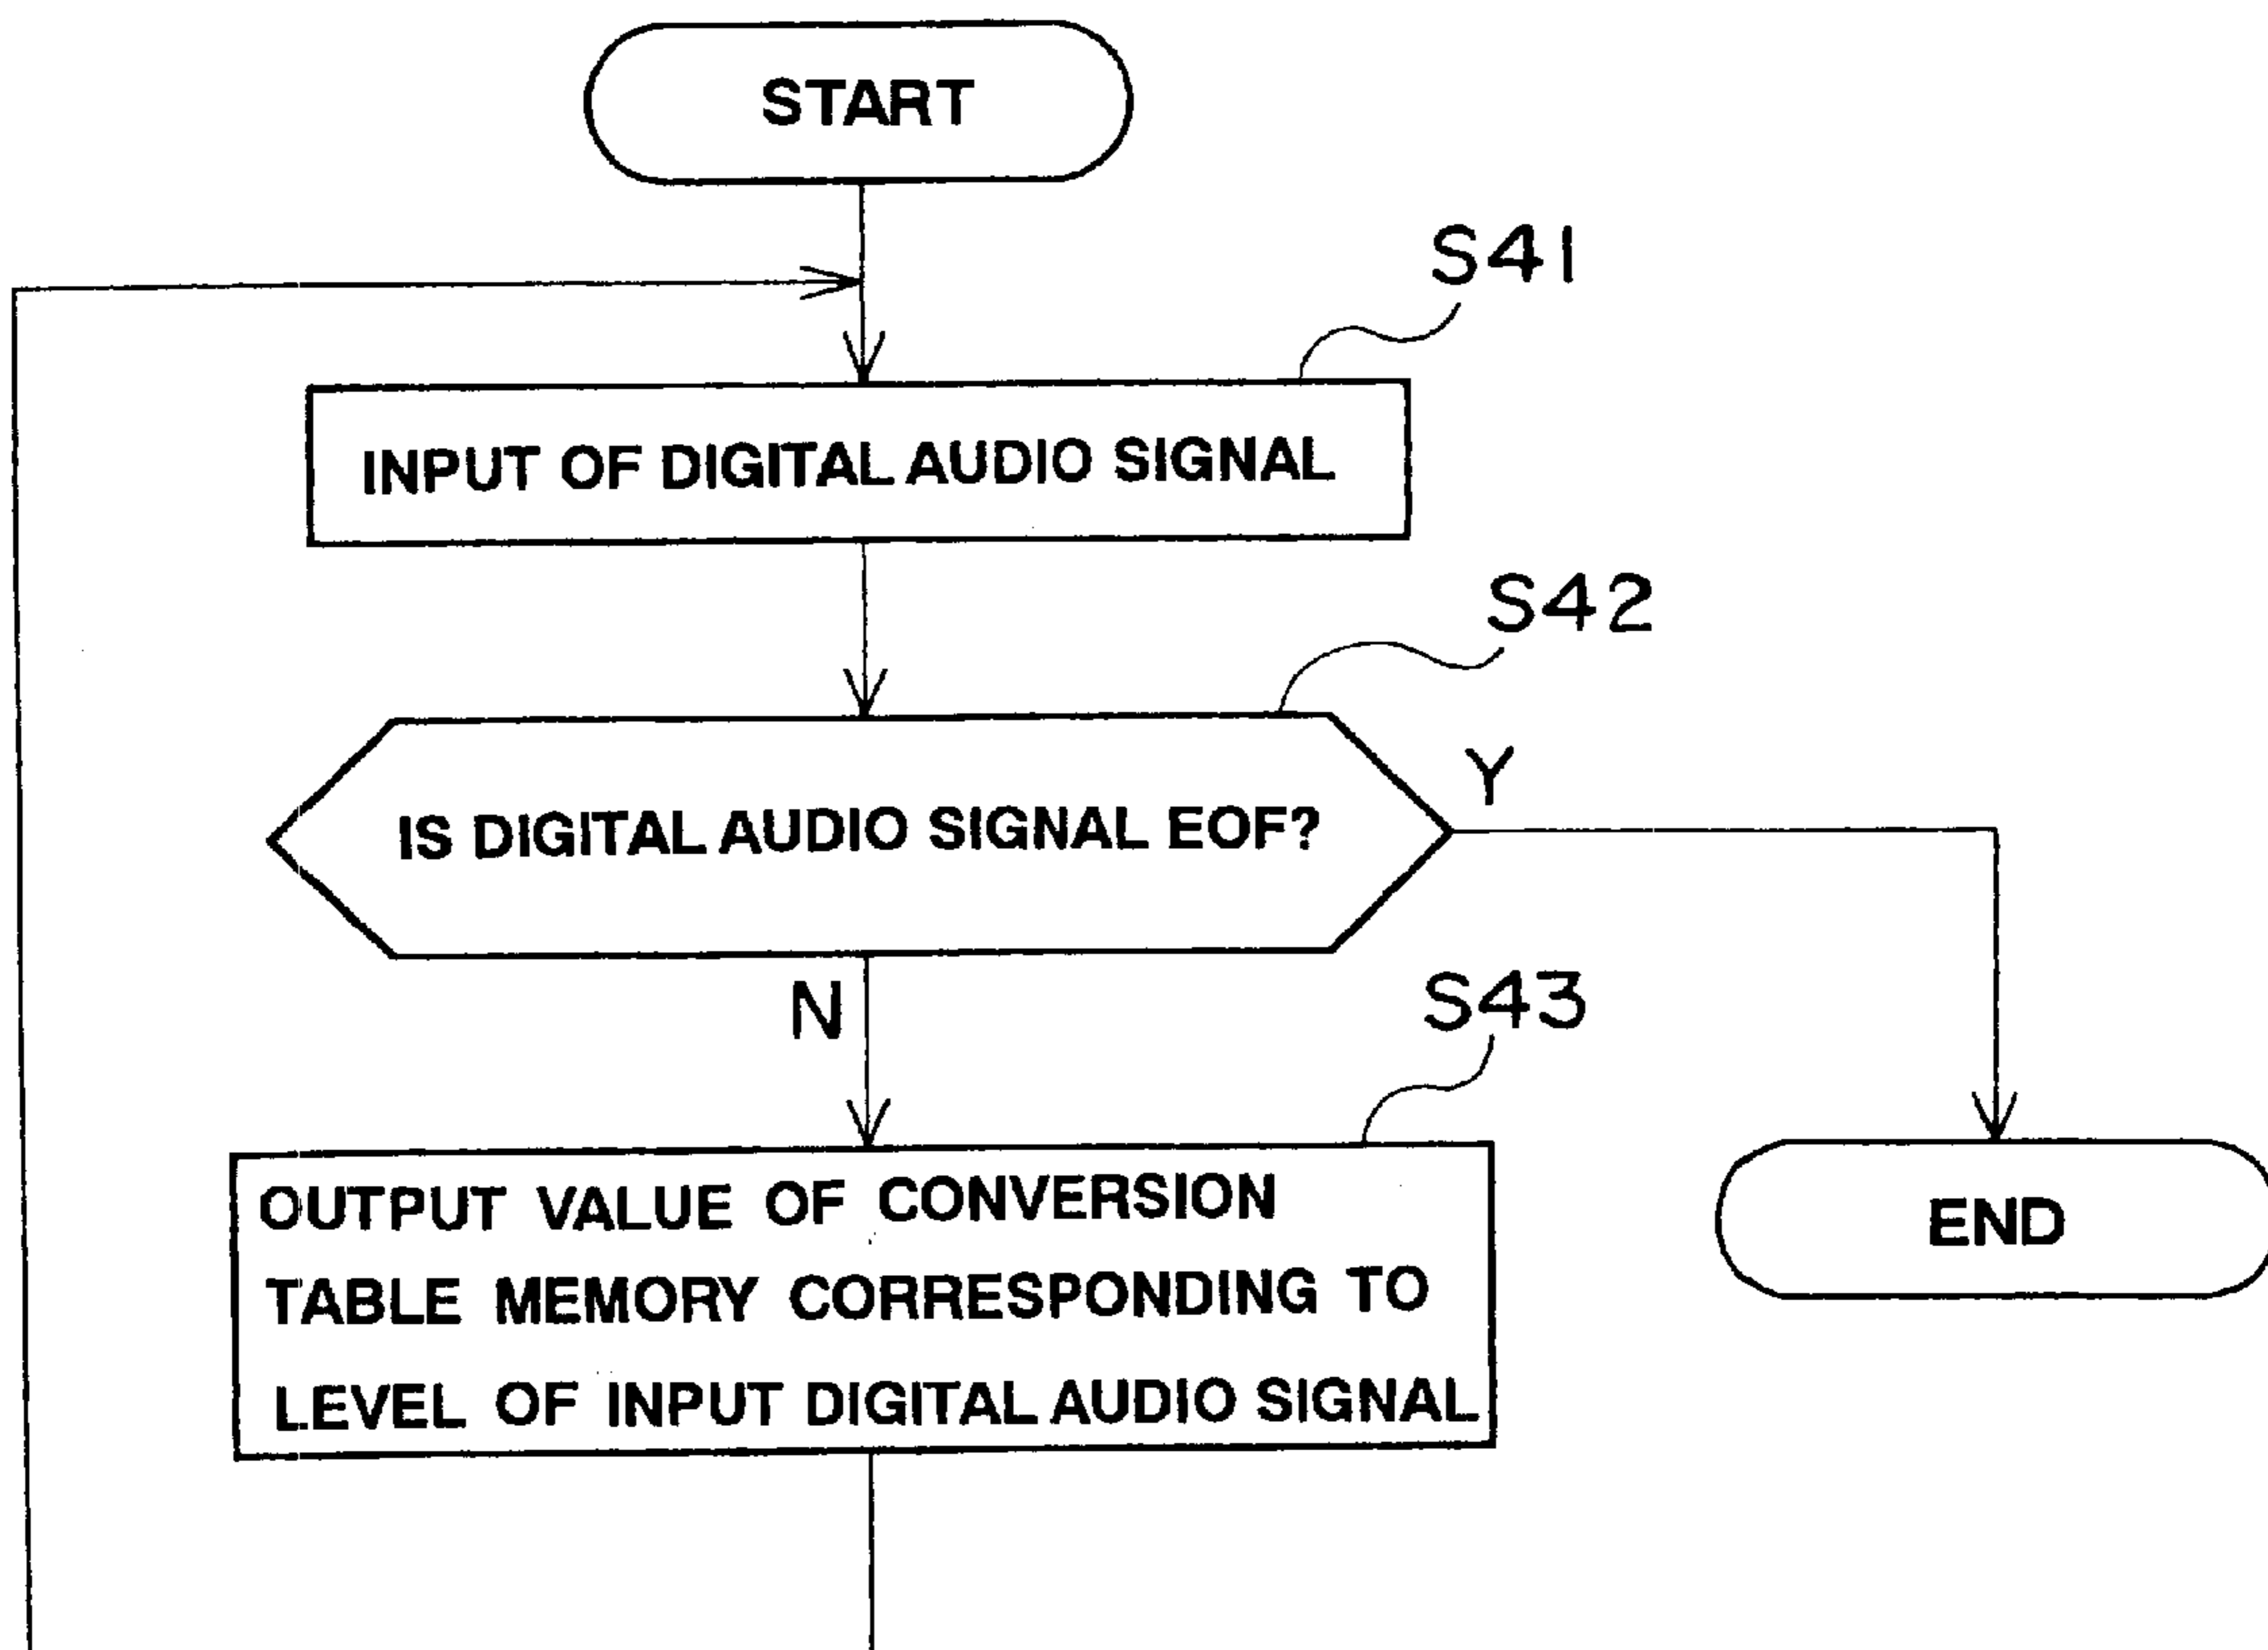 START
S41
INPUT OF DIGITAL AUDIO SIGNAL
S42
IS DIGITAL AUDIO SIGNAL EOF?
Y
N
S43
OUTPUT VALUE OF CONVERSION
TABLE MEMORY CORRESPONDING TO
LEVEL OF INPUT DIGITAL AUDIO SIGNAL
END